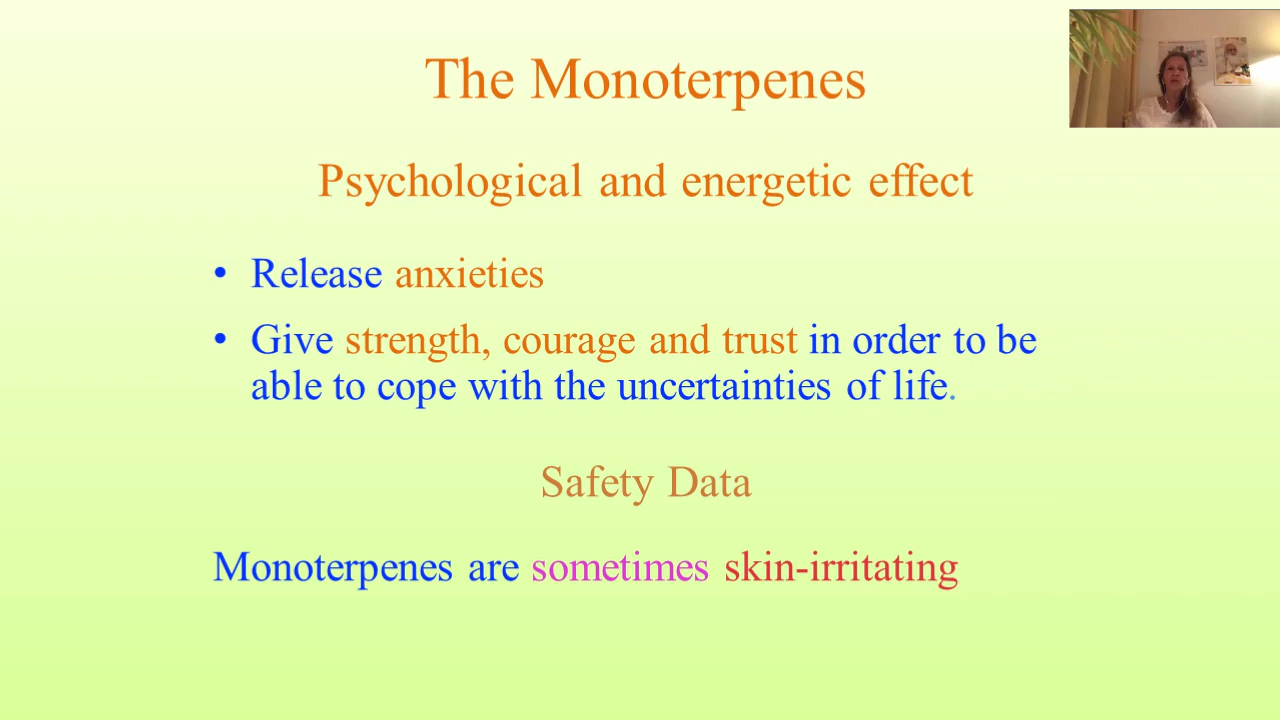 The Monoterpenes
Psychological and energetic effect
• Release anxieties
• Give strength, courage and trust in order to be
able to cope with the uncertainties of life.
Safety Data
Monoterpenes are sometimes skin-irritating